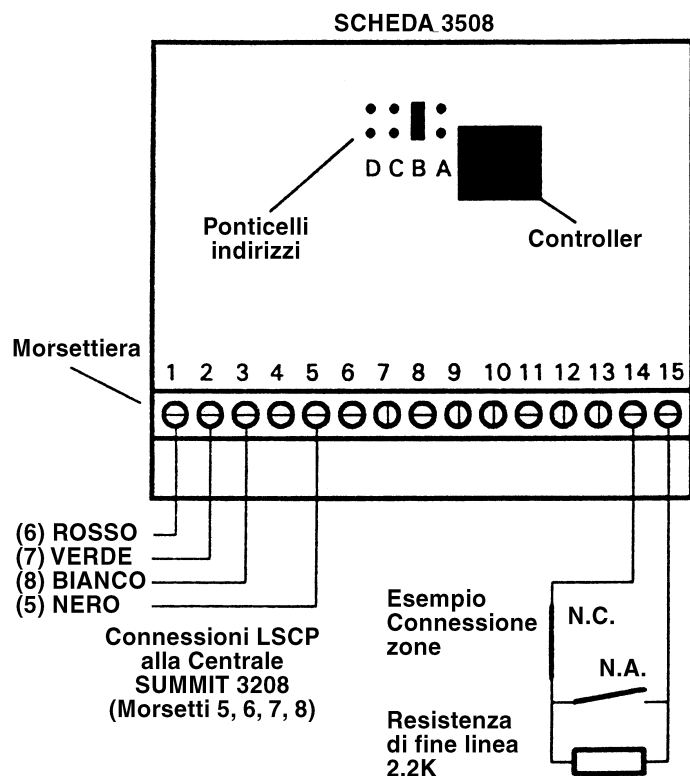 SCHEDA 3508
D C B A
Ponticelli
indirizzi
Controller
Morsettiera
1 2 3 4 5 6 7 8 9 10 11 12 13 14 15
(6) ROSSO
(7) VERDE
(8) BIANCO
(5) NERO
Connessioni LSCP
alla Centrale
SUMMIT 3208
(Morsetti 5, 6, 7, 8)
Esempio
Connessione
zone
N.C.
N.A.
Resistenza
di fine linea
2.2K